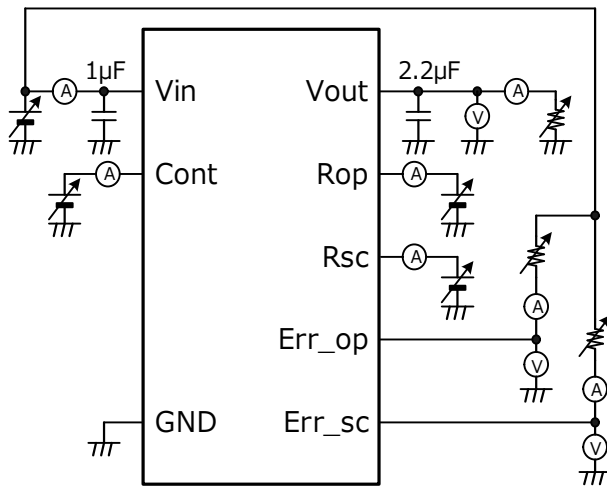 A 1μF Vin Vout 2.2μF A
V
Cont A Rop A
Rsc A
A
Err_op
V
A
GND Err_sc
V